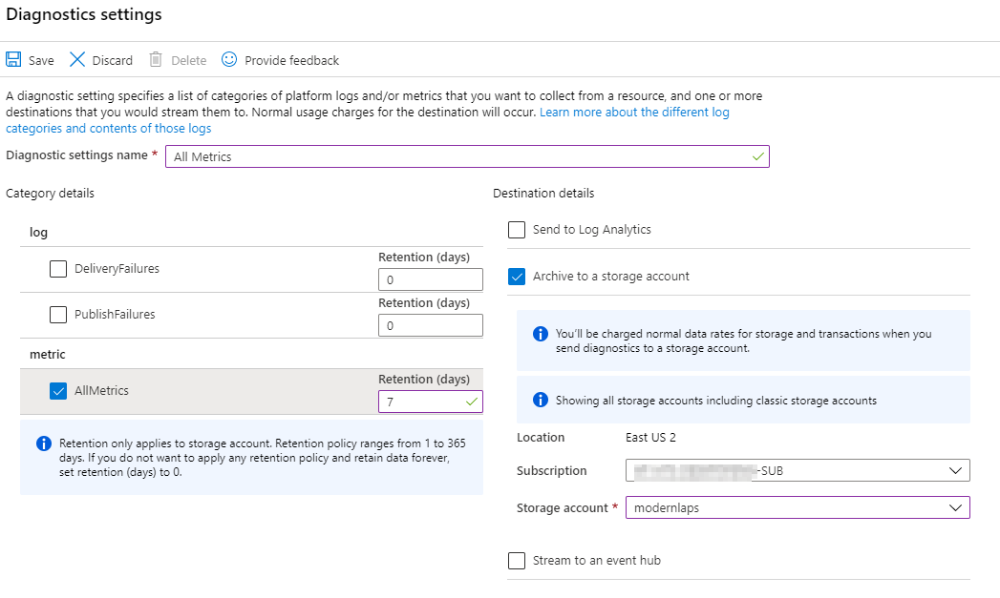 Diagnostics settings
Save Discard Delete Provide feedback
A diagnostic setting specifies a list of categories of platform logs and/or metrics that you want to collect from a resource, and one or more
destinations that you would stream them to. Normal usage charges for the destination will occur. Learn more about the different log
categories and contents of those logs
Diagnostic settings name * All Metrics
Category details
log
DeliveryFailures
Retention (days)
0
PublishFailures
Retention (days)
0
metric
AllMetrics
Retention (days)
7
Retention only applies to storage account. Retention policy ranges from 1 to 365
days. If you do not want to apply any retention policy and retain data forever,
set retention (days) to 0.
Destination details
Send to Log Analytics
Archive to a storage account
You'll be charged normal data rates for storage and transactions when you
send diagnostics to a storage account.
Showing all storage accounts including classic storage accounts
Location East US 2
Subscription -SUB
Storage account * modernlaps
Stream to an event hub